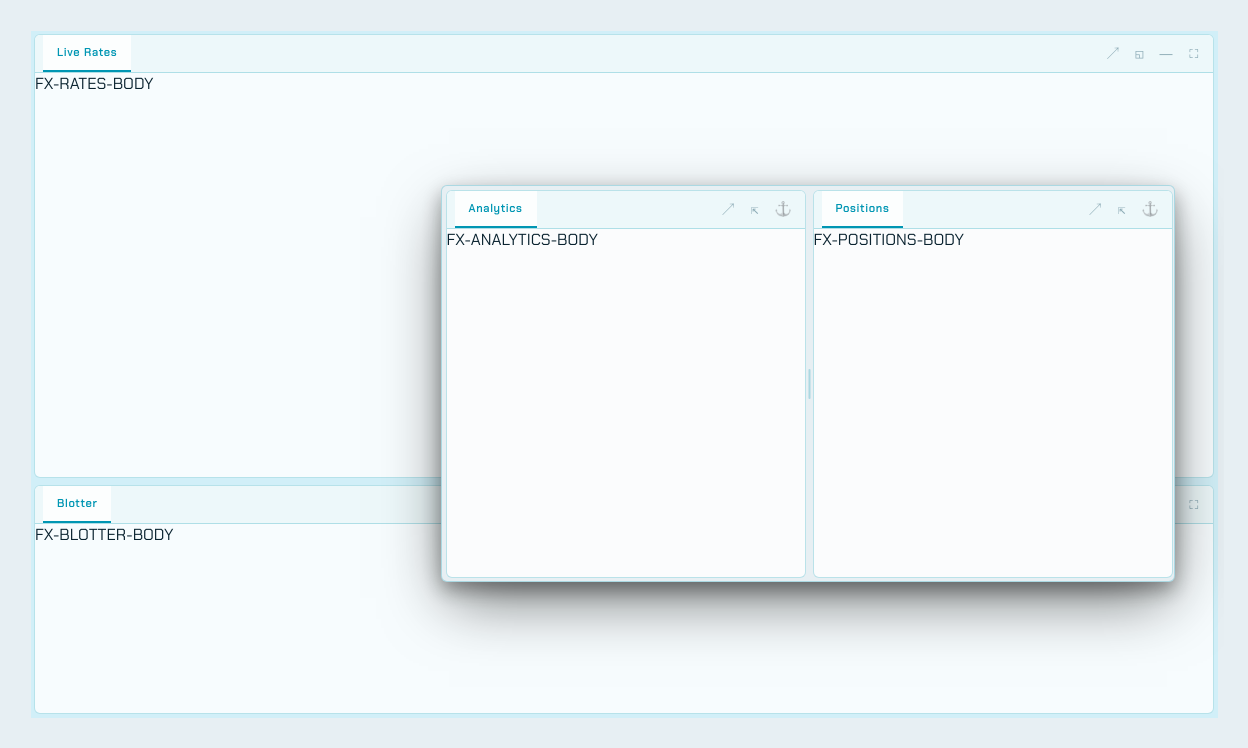 Live Rates
FX-RATES-BODY
Analytics
FX-ANALYTICS-BODY
Positions
FX-POSITIONS-BODY
Blotter
FX-BLOTTER-BODY